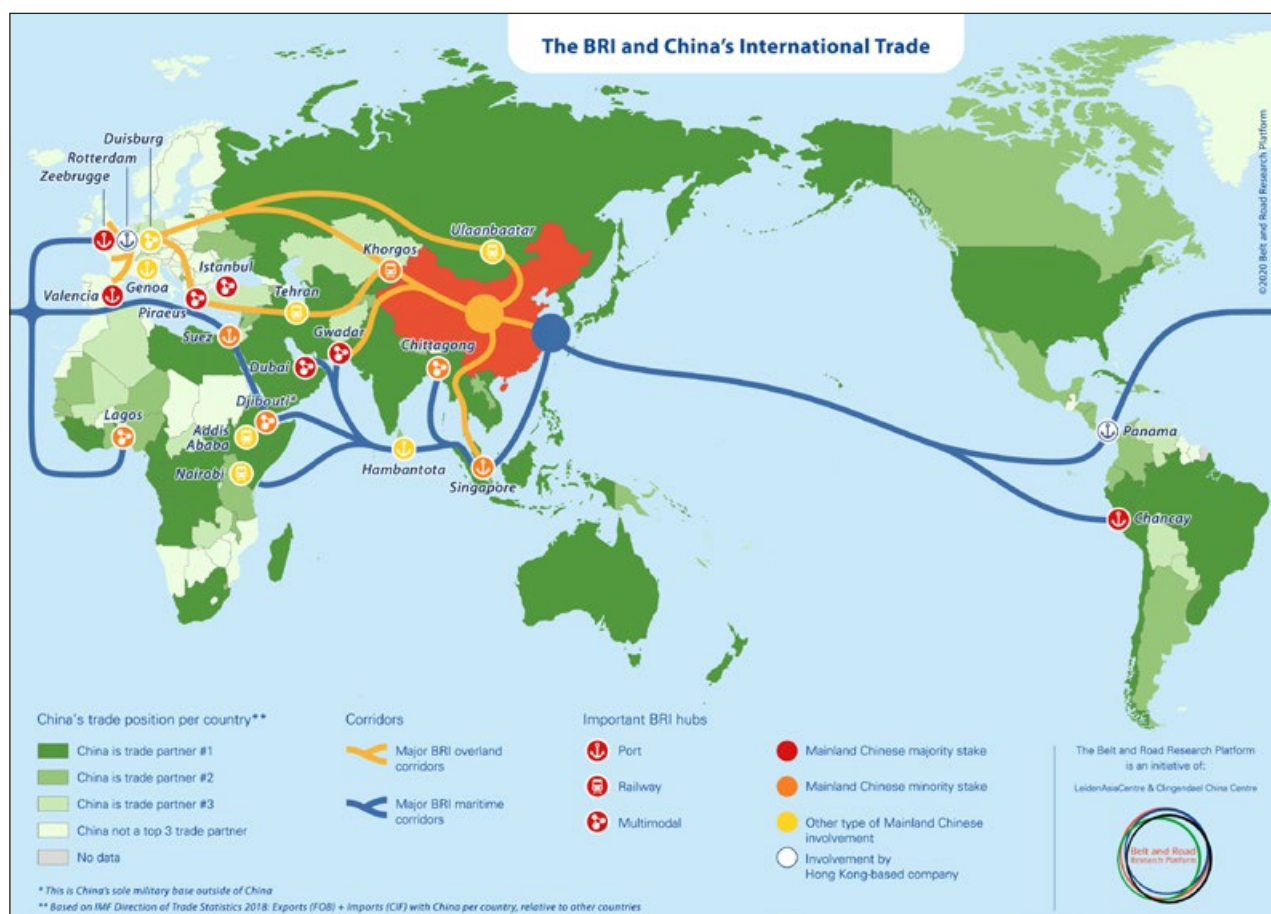 The BRI and China's International Trade
©2020 Belt and Road Research Platform
Duisburg
Rotterdam
Zeebrugge
Ulaanbaatar
Khorgos
Istanbul
Genoa
Tehran
Valencia
Piraeus
Suez
Gwadar
Chittagong
Dubai
Djibouti*
Lagos
Addis
Ababa
Nairobi
Hambantota
Singapore
Panama
Chancay
China's trade position per country**
China is trade partner #1
China is trade partner #2
China is trade partner #3
China not a top 3 trade partner
No data
Corridors
Major BRI overland
corridors
Major BRI maritime
corridors
Important BRI hubs
Port
Railway
Multimodal
Mainland Chinese majority stake
Mainland Chinese minority stake
Other type of Mainland Chinese
involvement
Involvement by
Hong Kong-based company
The Belt and Road Research Platform
is an initiative of:
LeidenAsiaCentre & Clingendael China Centre
Belt and Road
Research Platform
* This is China's sole military base outside of China
** Based on IMF Direction of Trade Statistics 2018: Exports (FOB) + Imports (CIF) with China per country, relative to other countries